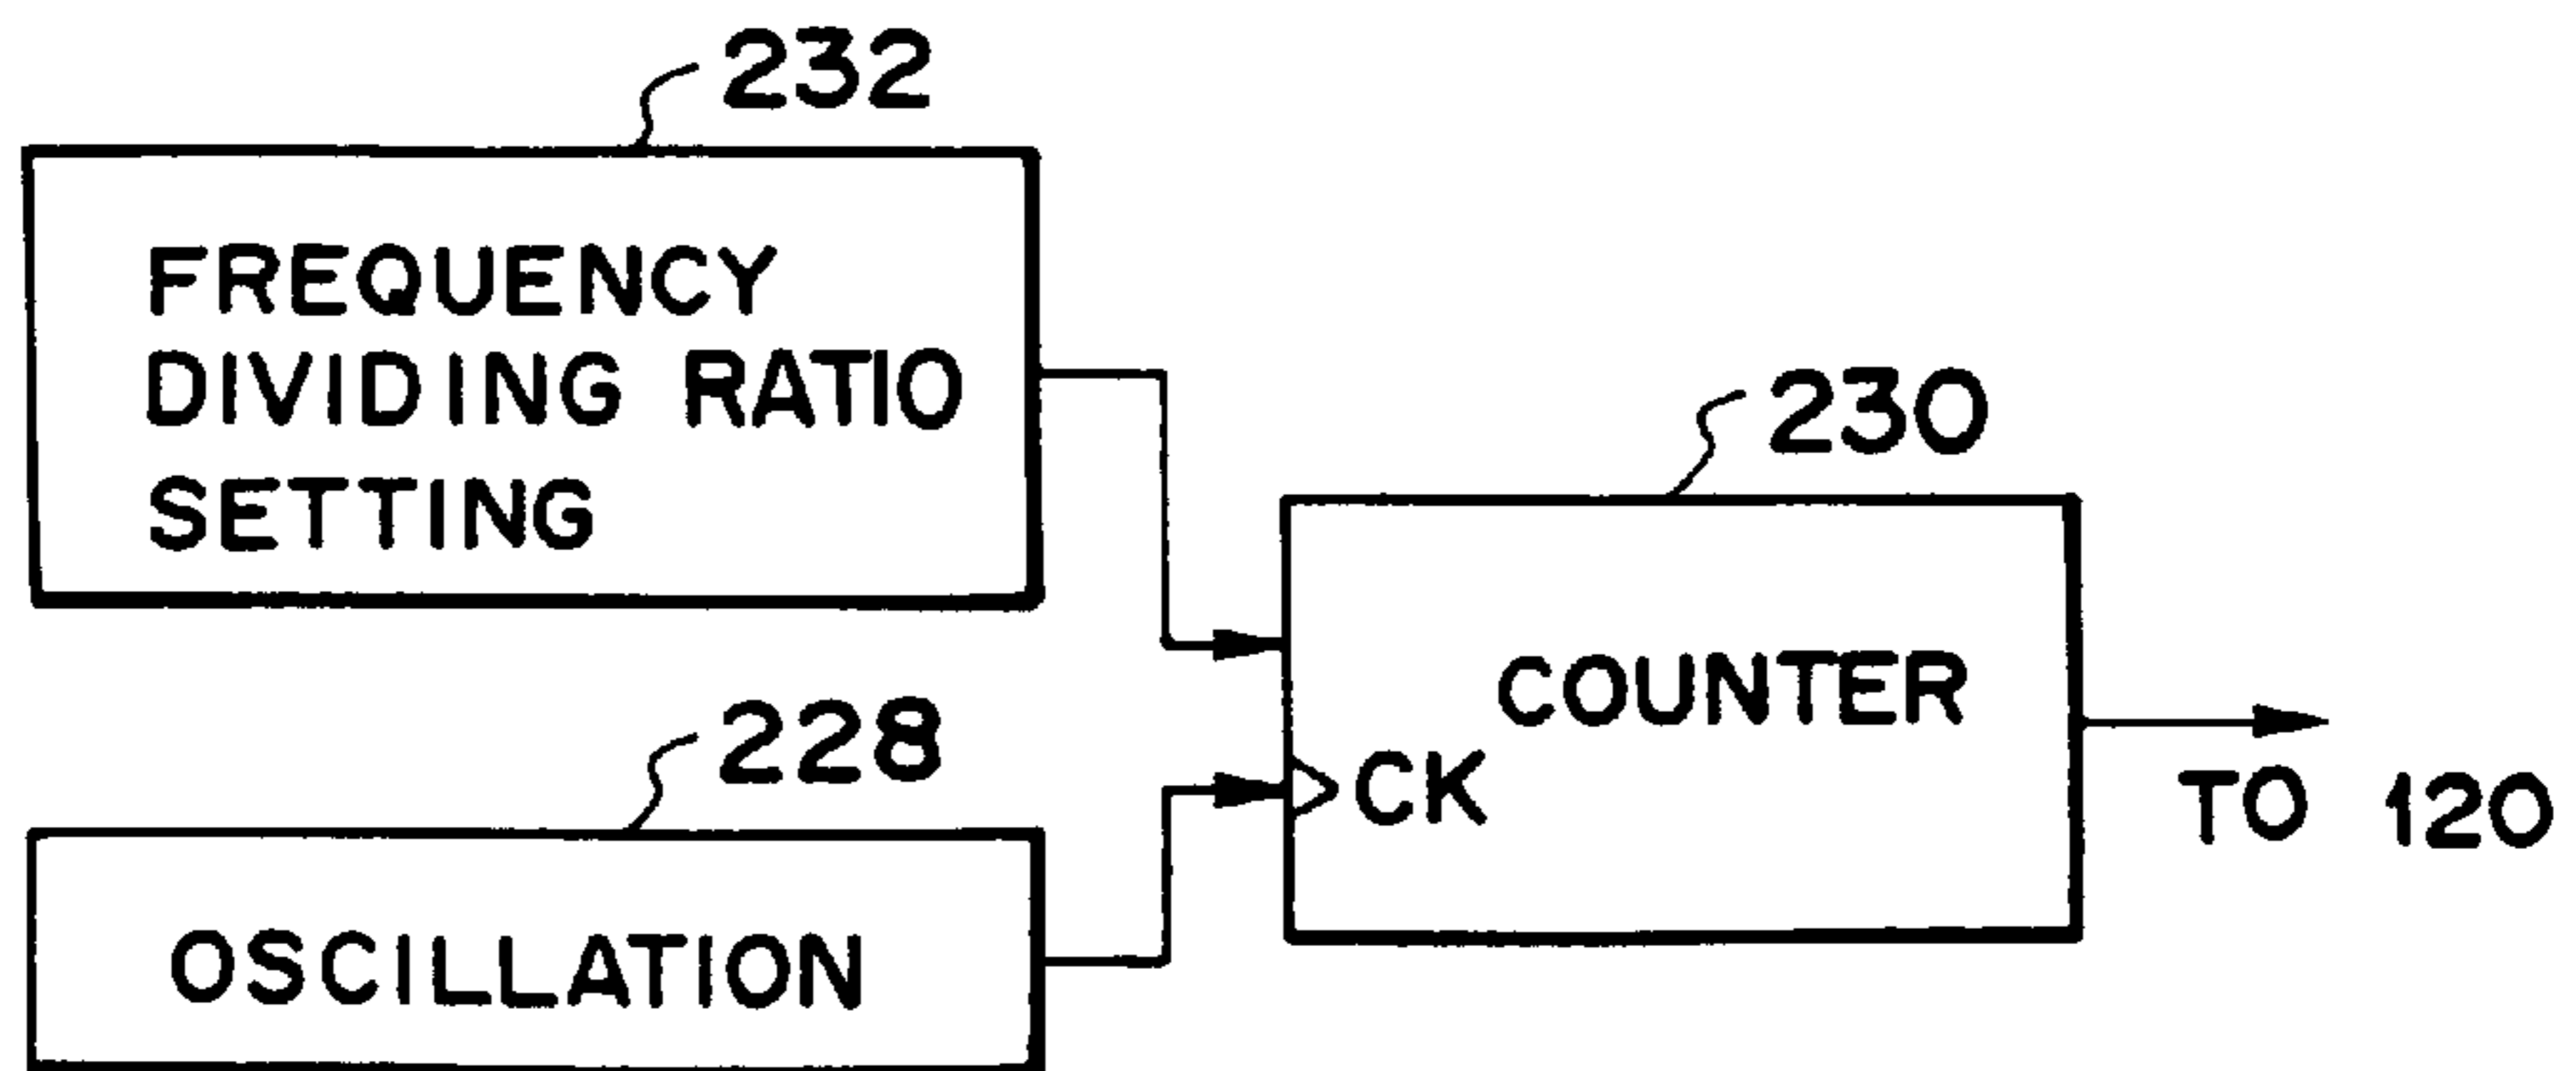 232
FREQUENCY
DIVIDING RATIO
SETTING
230
COUNTER
CK
228
OSCILLATION
TO 120